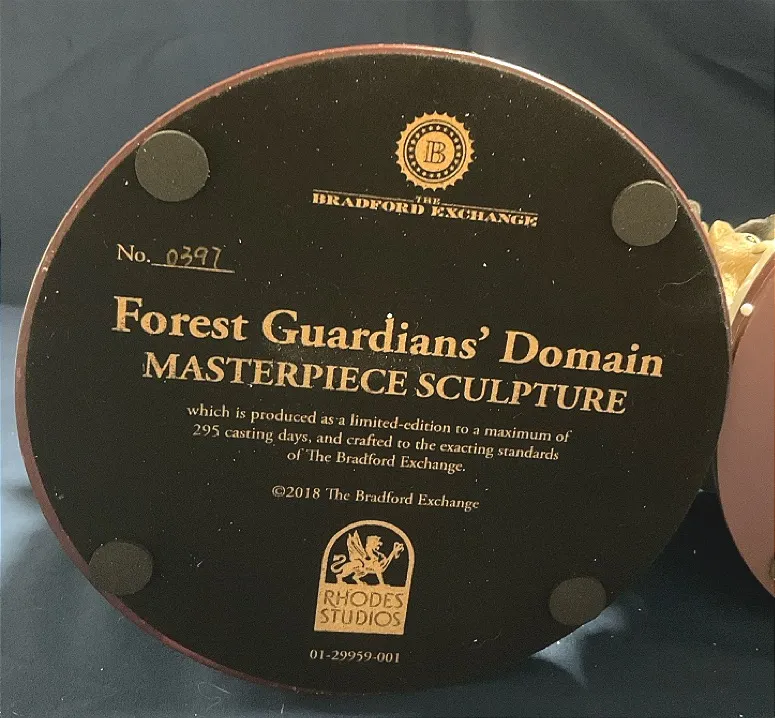 B
THE
BRADFORD EXCHANGE
No. 0397
Forest Guardians' Domain
MASTERPIECE SCULPTURE
which is produced as a limited-edition to a maximum of
295 casting days, and crafted to the exacting standards
of The Bradford Exchange.
©2018 The Bradford Exchange
RHODES
STUDIOS
01-29959-001